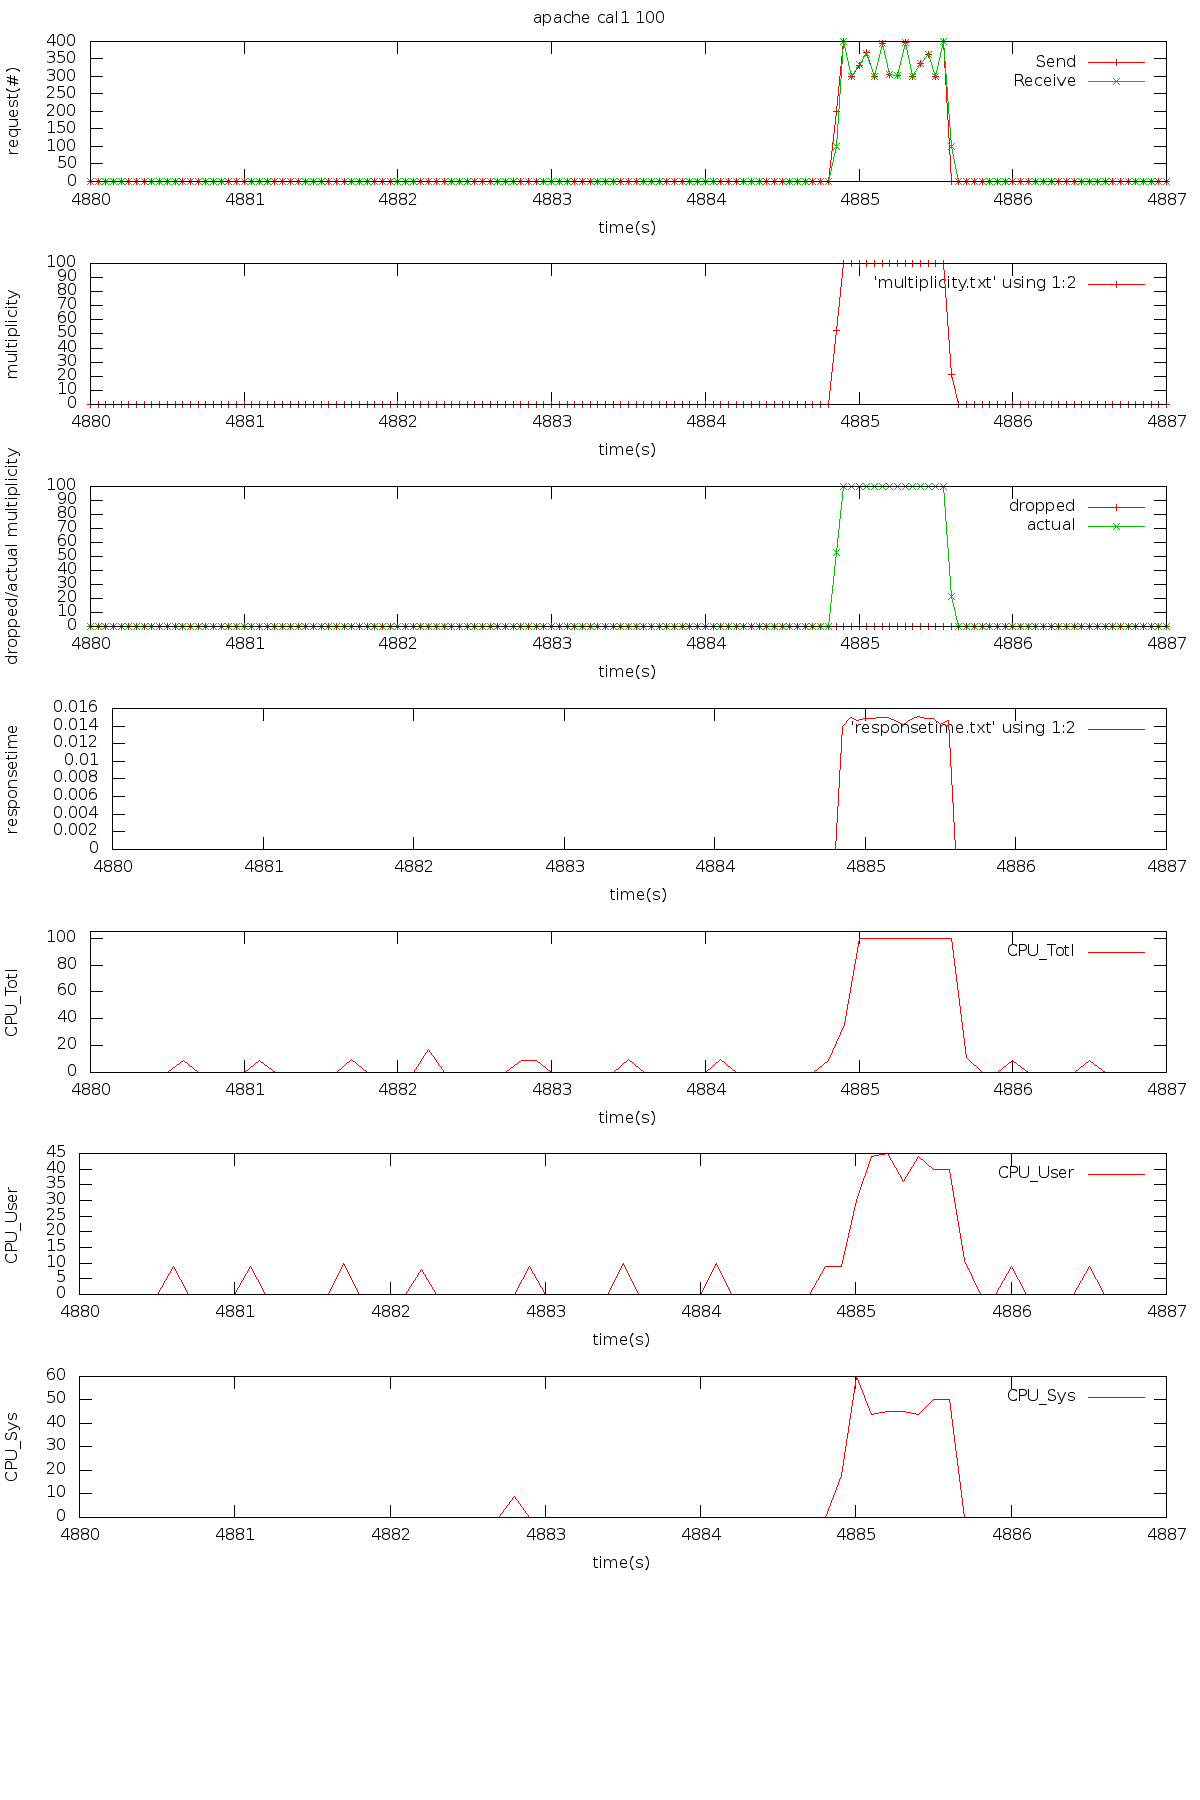 apache cal1 100
request(#)
400
350
300
250
200
150
100
50
0
Send
Receive
4880 4881 4882 4883 4884 4885 4886 4887
time(s)
multiplicity
100
90
80
70
60
50
40
30
20
10
0
'multiplicity.txt' using 1:2
4880 4881 4882 4883 4884 4885 4886 4887
time(s)
dropped/actual multiplicity
100
90
80
70
60
50
40
30
20
10
0
dropped
actual
4880 4881 4882 4883 4884 4885 4886 4887
time(s)
responsetime
0.016
0.014
0.012
0.01
0.008
0.006
0.004
0.002
0
'responsetime.txt' using 1:2
4880 4881 4882 4883 4884 4885 4886 4887
time(s)
CPU_Totl
100
80
60
40
20
0
CPU_Totl
4880 4881 4882 4883 4884 4885 4886 4887
time(s)
CPU_User
45
40
35
30
25
20
15
10
5
0
CPU_User
4880 4881 4882 4883 4884 4885 4886 4887
time(s)
CPU_Sys
60
50
40
30
20
10
0
CPU_Sys
4880 4881 4882 4883 4884 4885 4886 4887
time(s)